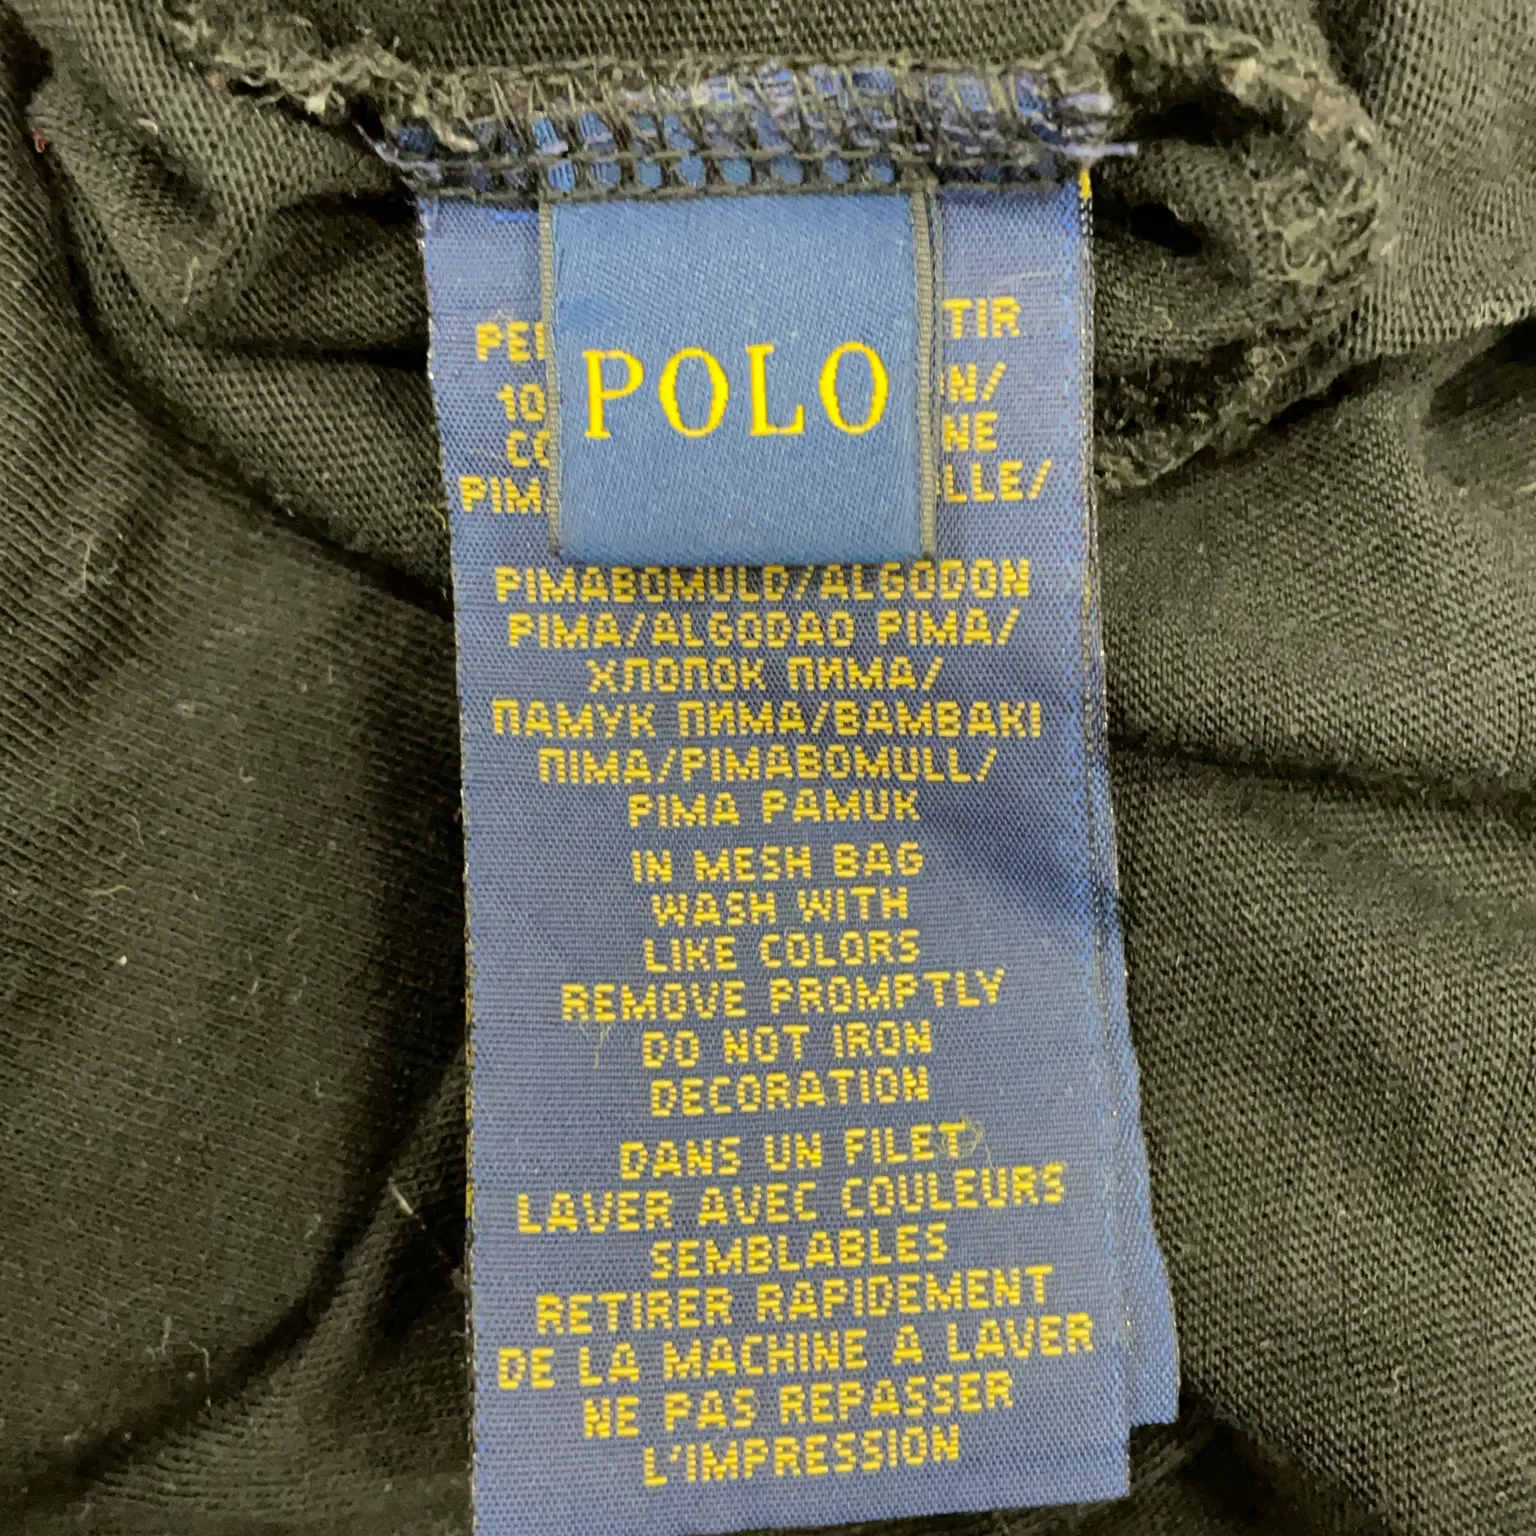 POLO
TIR
PIMABOMULD/ALGODON
PIMA/ALGODAO PIMA/
ХЛОПОК ПИМА/
ПАМУК ПИМА/BAMBAKI
ΠIMA/PIMABOMULL/
PIMA PAMUK
IN MESH BAG
WASH WITH
LIKE COLORS
REMOVE PROMPTLY
DO NOT IRON
DECORATION
DANS UN FILET
LAVER AVEC COULEURS
SEMBLABLES
RETIRER RAPIDEMENT
DE LA MACHINE A LAVER
NE PAS REPASSER
L'IMPRESSION